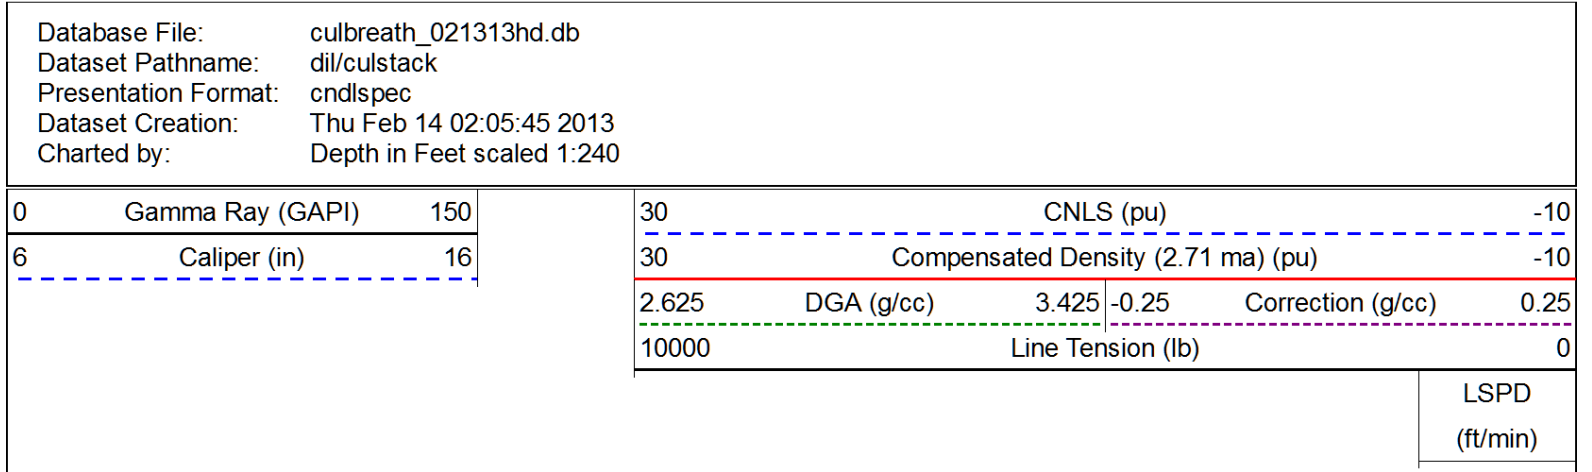 Database File: culbreath_021313hd.db
Dataset Pathname: dil/culstack
Presentation Format: cndlspec
Dataset Creation: Thu Feb 14 02:05:45 2013
Charted by: Depth in Feet scaled 1:240
0 Gamma Ray (GAPI) 150 30 CNLS (pu) -10
6 Caliper (in) 16 30 Compensated Density (2.71 ma) (pu) -10
2.625 DGA (g/cc) 3.425 -0.25 Correction (g/cc) 0.25
10000 Line Tension (lb) 0
LSPD
(ft/min)